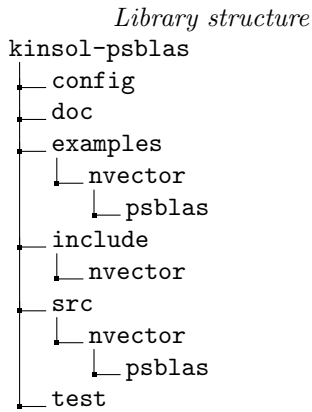 Library structure
kinsol-psblas
config
doc
examples
nvector
psblas
include
nvector
src
nvector
psblas
test